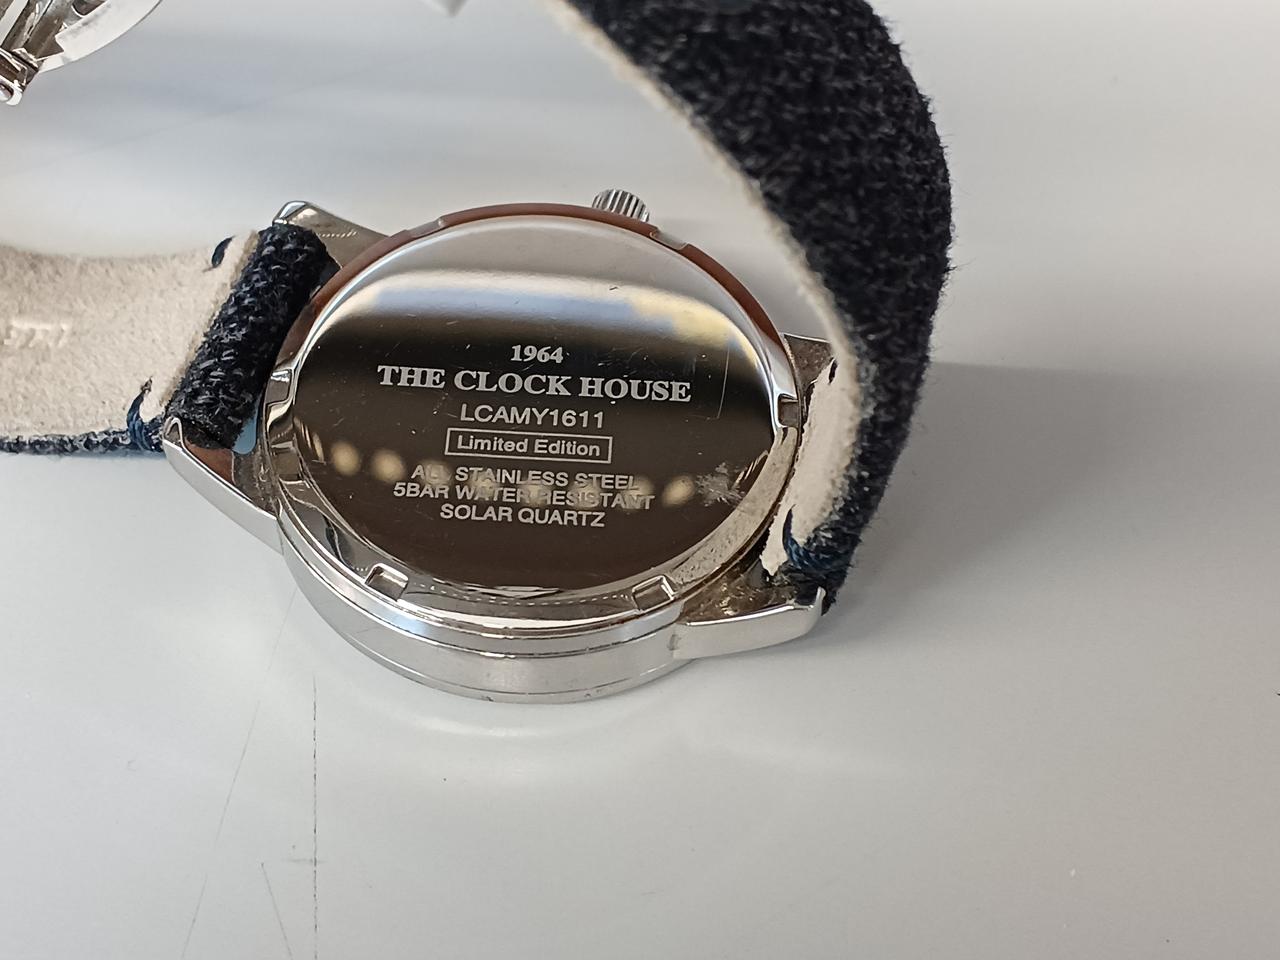 1964
THE CLOCK HOUSE
LCAMY1611
Limited Edition
ALL STAINLESS STEEL
5BAR WATER RESISTANT
SOLAR QUARTZ